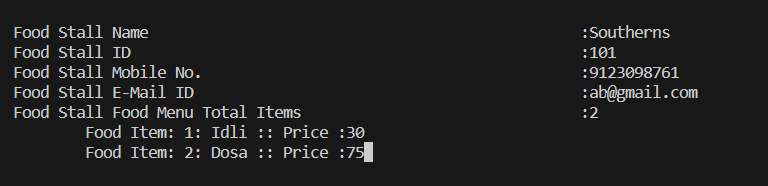 Food Stall Name :Southerns
Food Stall ID :101
Food Stall Mobile No. :9123098761
Food Stall E-Mail ID :ab@gmail.com
Food Stall Food Menu Total Items :2
Food Item: 1: Idli :: Price :30
Food Item: 2: Dosa :: Price :75